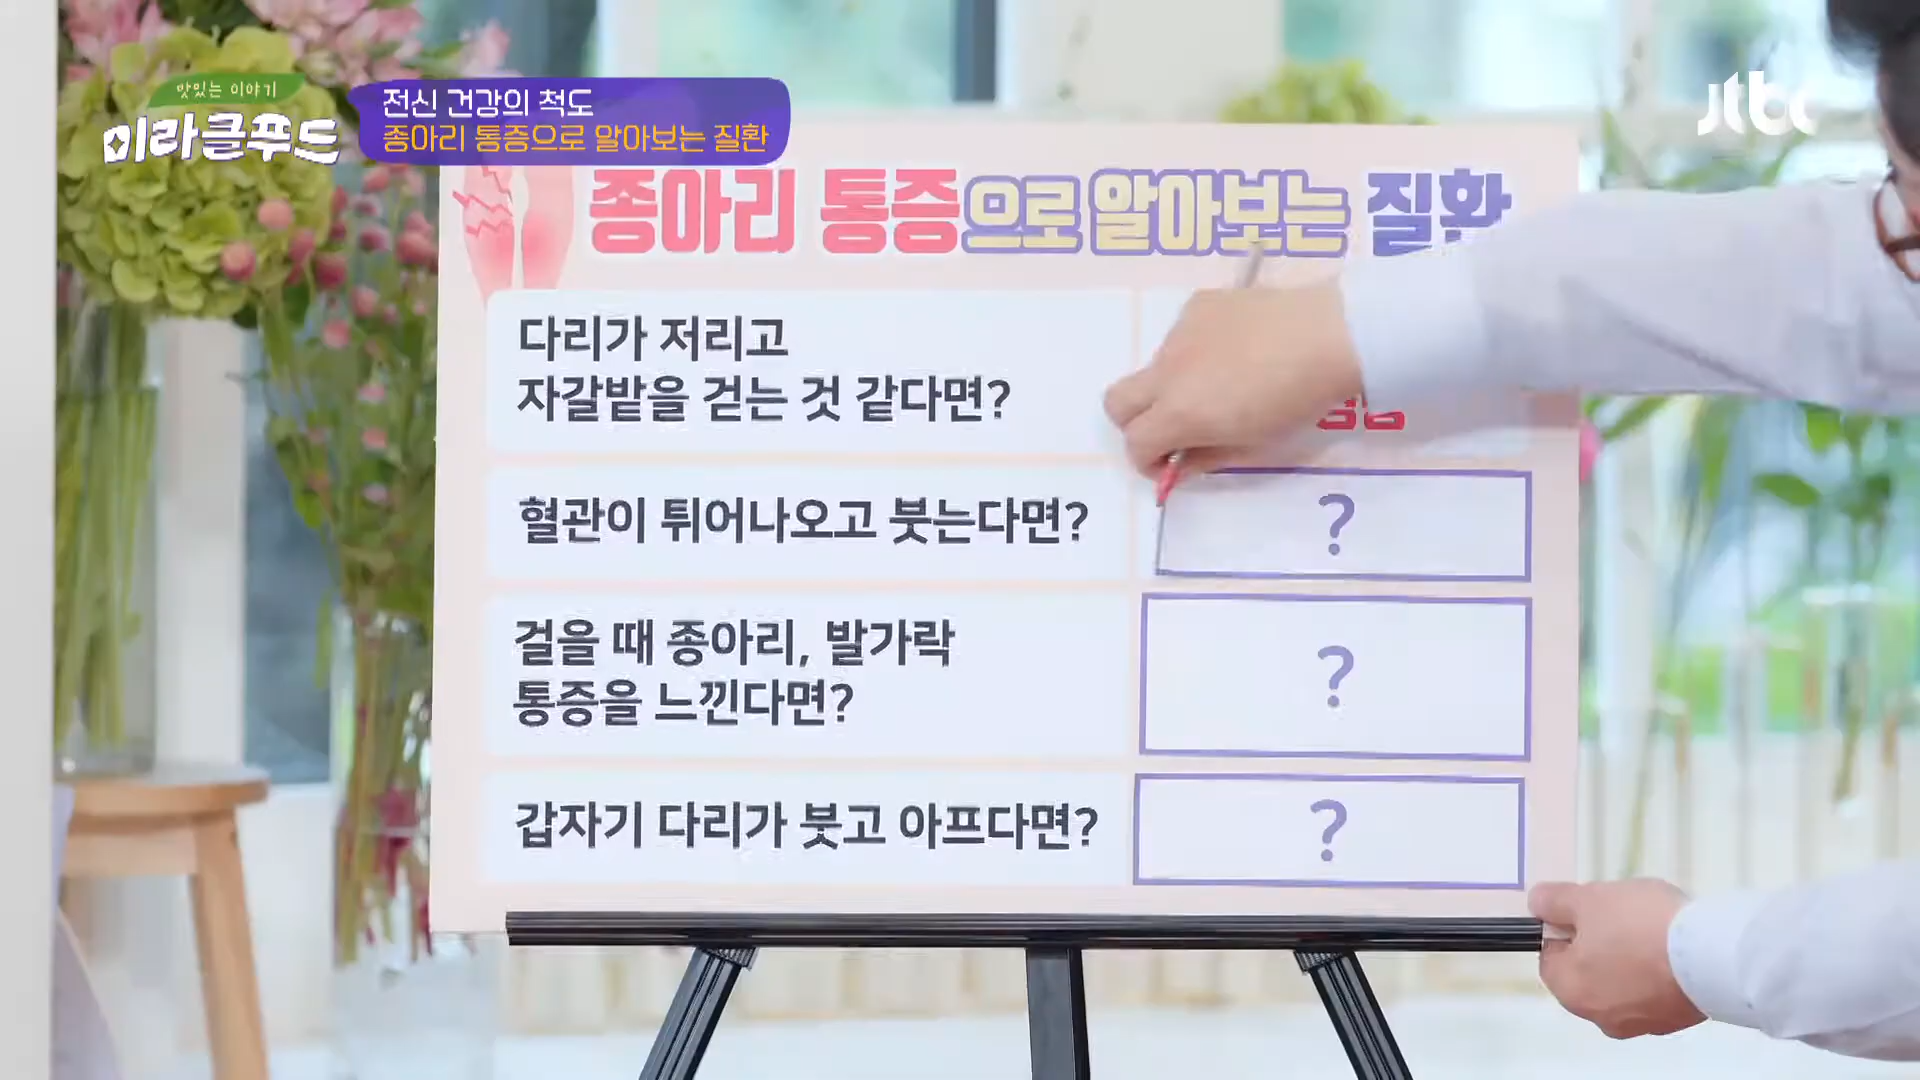 맛있는 이야기
미라클푸드
전신 건강의 척도
종아리 통증으로 알아보는 질환
jtbc
종아리 통증으로 알아보는 질환
다리가 저리고
자갈밭을 걷는 것 같다면?
혈관이 튀어나오고 붓는다면?
?
걸을 때 종아리, 발가락
통증을 느낀다면?
?
갑자기 다리가 붓고 아프다면?
?